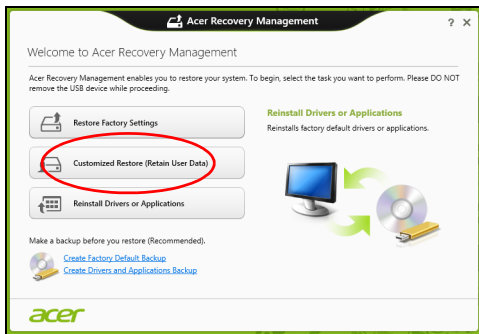 Acer Recovery Management
? ×
Welcome to Acer Recovery Management
Acer Recovery Management enables you to restore your system. To begin, select the task you want to perform. Please DO NOT
remove the USB device while proceeding.
Restore Factory Settings
Customized Restore (Retain User Data)
Reinstall Drivers or Applications
Reinstall Drivers or Applications
Reinstalls factory default drivers or applications.
Make a backup before you restore (Recommended).
Create Factory Default Backup
Create Drivers and Applications Backup
acer